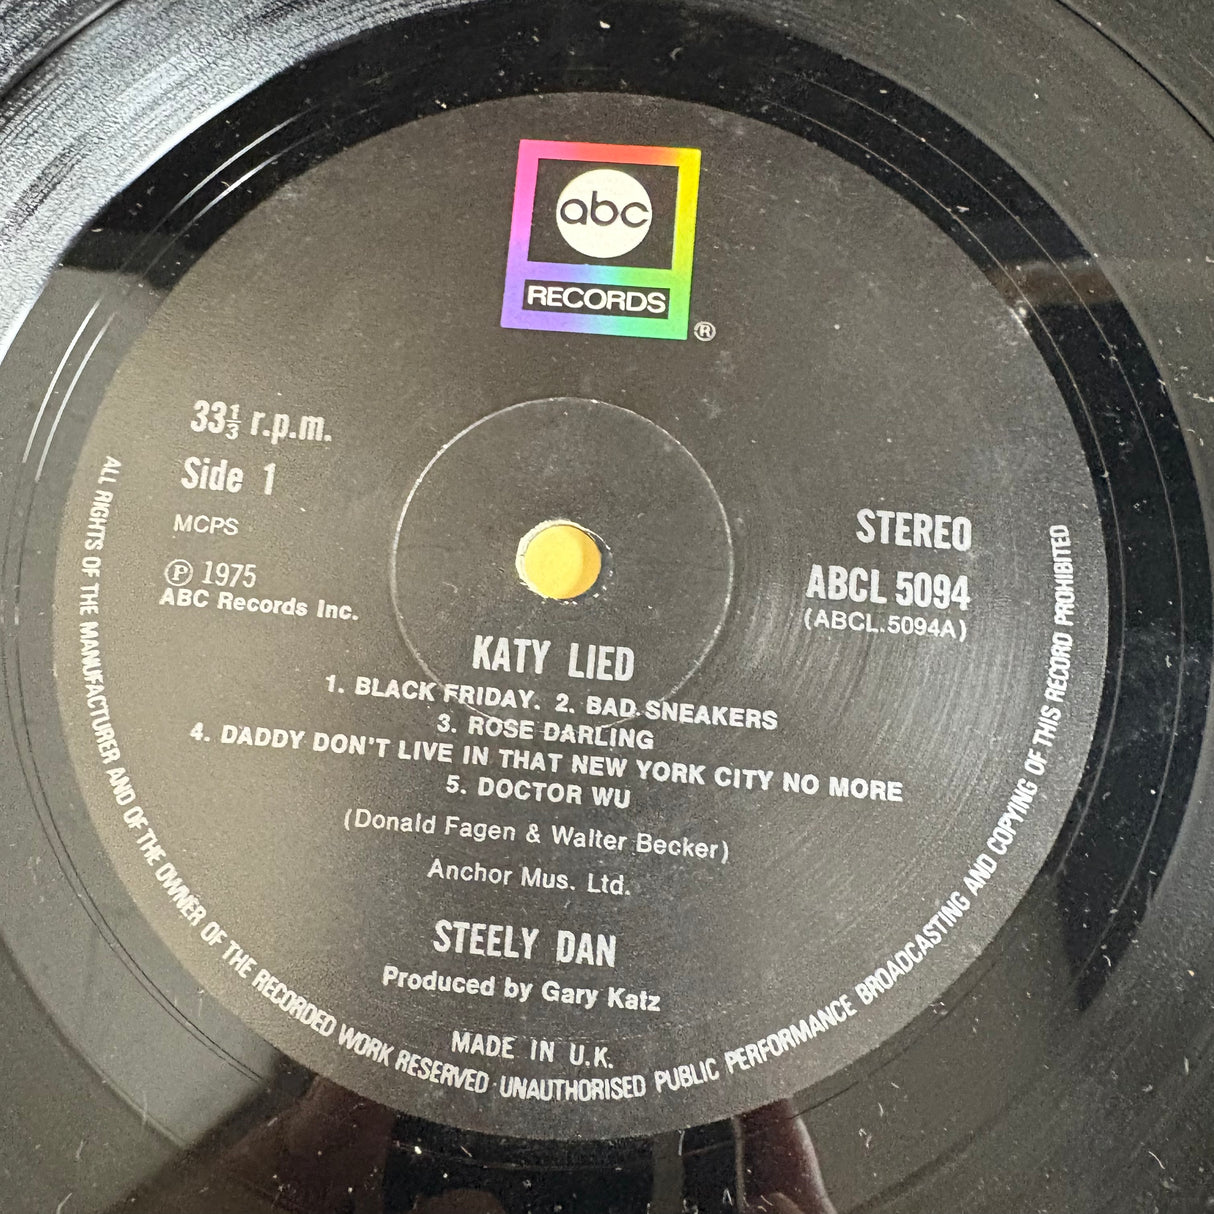 abc
RECORDS
®
33⅓ r.p.m.
Side 1
MCPS
℗ 1975
ABC Records Inc.
STEREO
ABCL 5094
(ABCL.5094A)
KATY LIED
1. BLACK FRIDAY. 2. BAD SNEAKERS
3. ROSE DARLING
4. DADDY DON'T LIVE IN THAT NEW YORK CITY NO MORE
5. DOCTOR WU
(Donald Fagen & Walter Becker)
Anchor Mus. Ltd.
STEELY DAN
Produced by Gary Katz
MADE IN U.K.
ALL RIGHTS OF THE MANUFACTURER AND OF THE OWNER OF THE RECORDED WORK RESERVED · UNAUTHORISED PUBLIC PERFORMANCE BROADCASTING AND COPYING OF THIS RECORD PROHIBITED